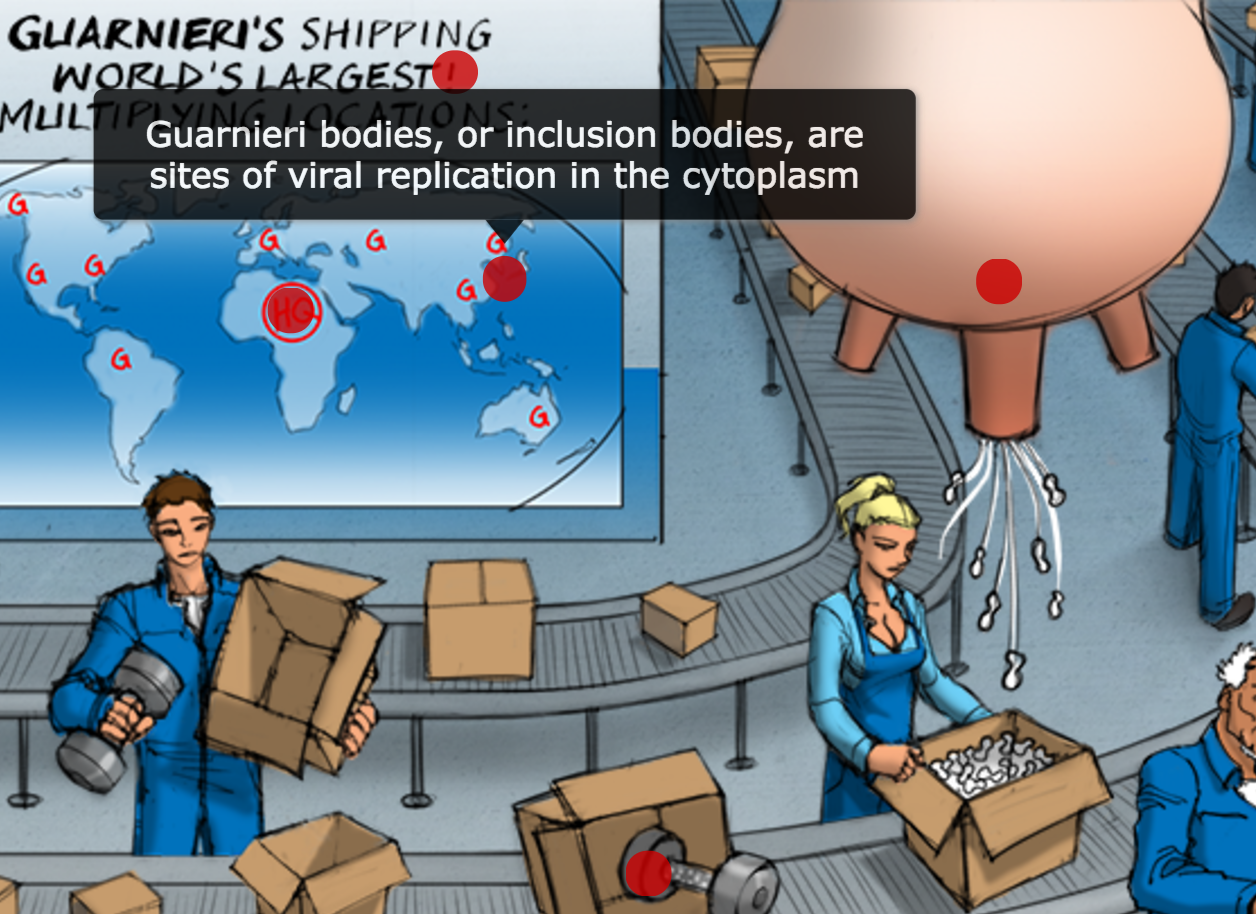 GUARNIERI'S SHIPPING
WORLD'S LARGEST !
MULTIPLYING LOCATIONS:
Guarnieri bodies, or inclusion bodies, are
sites of viral replication in the cytoplasm
G
G
G
G
G
G
G
HQ
G
G